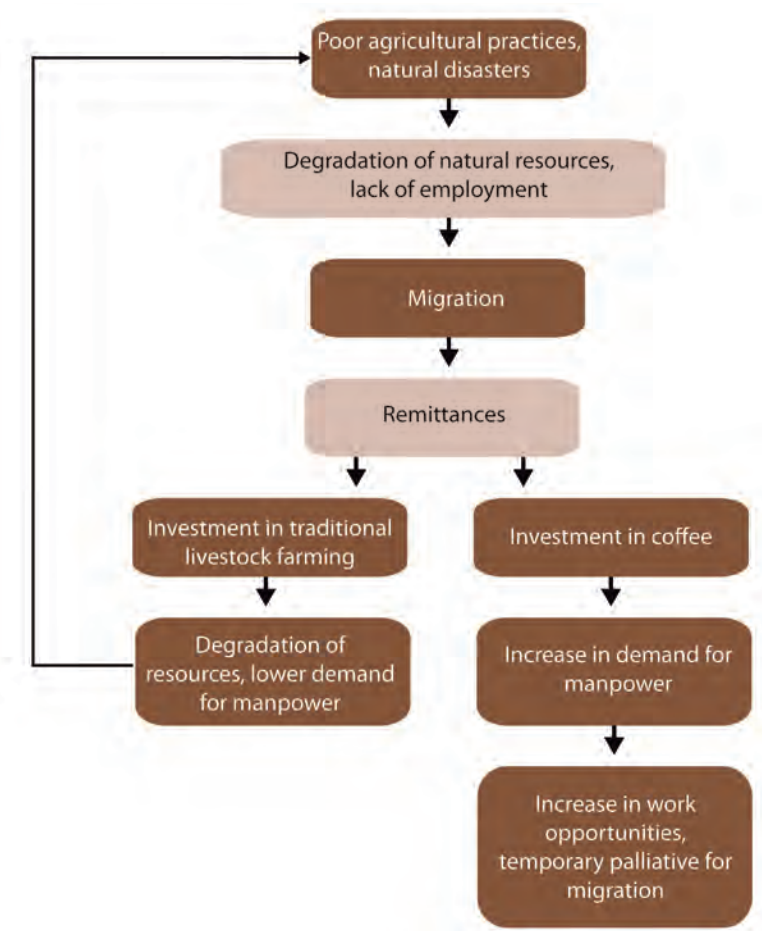 Poor agricultural practices,
natural disasters
Degradation of natural resources,
lack of employment
Migration
Remittances
Investment in traditional
livestock farming
Investment in coffee
Degradation of
resources, lower demand
for manpower
Increase in demand for
manpower
Increase in work
opportunities,
temporary palliative for
migration